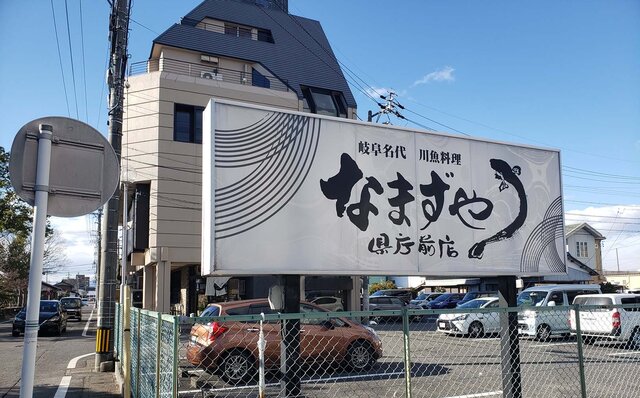 岐阜名代 川魚料理
なまずや
県庁前店